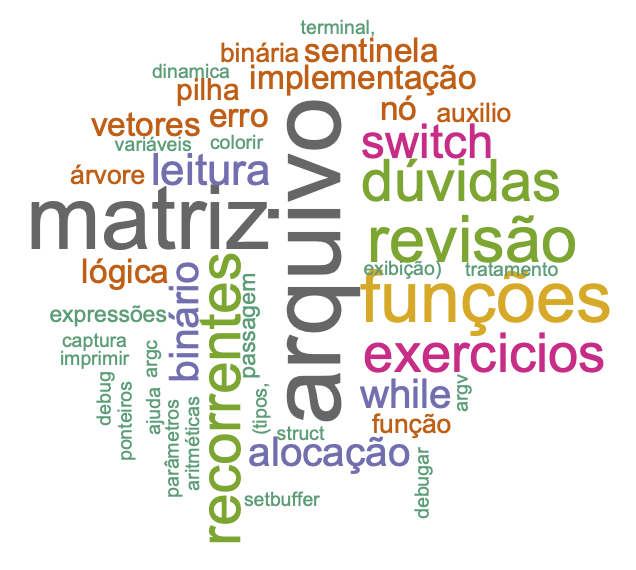 terminal,
binária
sentinela
dinamica
implementação
pilha
nó
auxilio
vetores
erro
arquivo
variáveis
colorir
switch
árvore
leitura
dúvidas
matriz
revisão
lógica
binário
recorrentes
passagem
exibição)
tratamento
funções
expressões
captura
imprimir
argc
exercicios
debug
ponteiros
ajuda
parâmetros
aritméticas
(tipos,
while
argv
struct
função
alocação
debugar
setbuffer